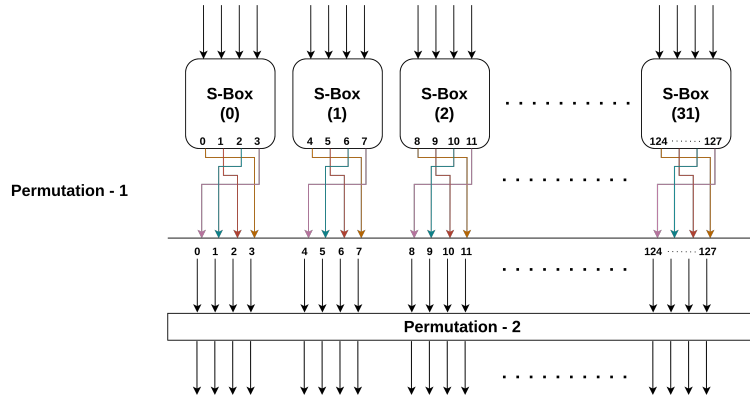 S-Box S-Box S-Box S-Box
(0) (1) (2) (31)
0 1 2 3 4 5 6 7 8 9 10 11 124 ······ 127
Permutation - 1
0 1 2 3 4 5 6 7 8 9 10 11 124 ······ 127
Permutation - 2